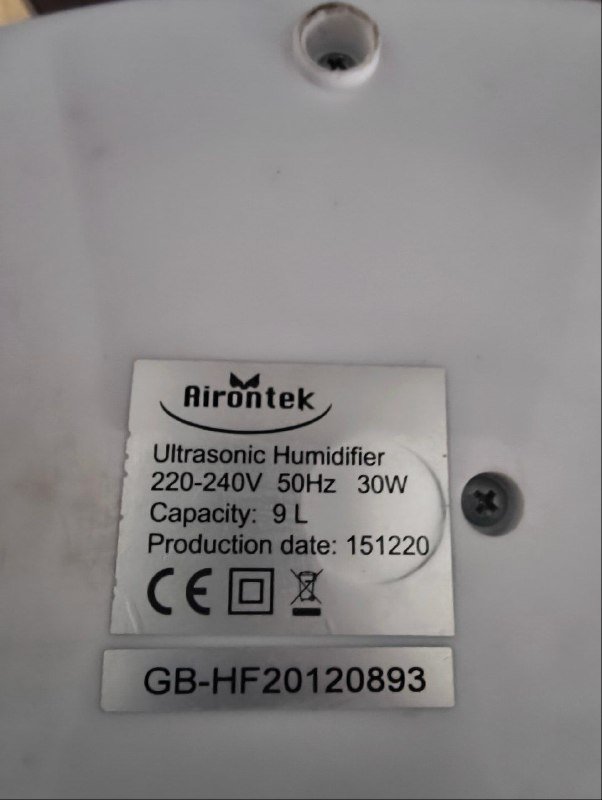 Airontek
Ultrasonic Humidifier
220-240V 50Hz 30W
Capacity: 9 L
Production date: 151220
CE
GB-HF20120893